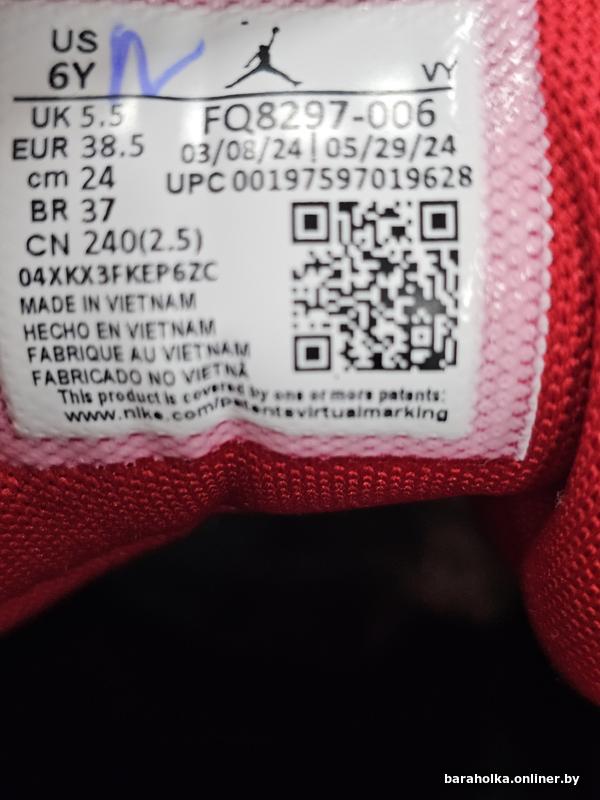 US
6Y
VY
UK 5.5
FQ8297-006
EUR 38.5
03/08/24 | 05/29/24
cm 24
UPC 00197597019628
BR 37
CN 240(2.5)
04XKX3FKEP6ZC
MADE IN VIETNAM
HECHO EN VIETNAM
FABRIQUE AU VIETNAM
FABRICADO NO VIETNÃ
This product is covered by one or more patents:
www.nike.com/patentsvirtualmarking
baraholka.onliner.by